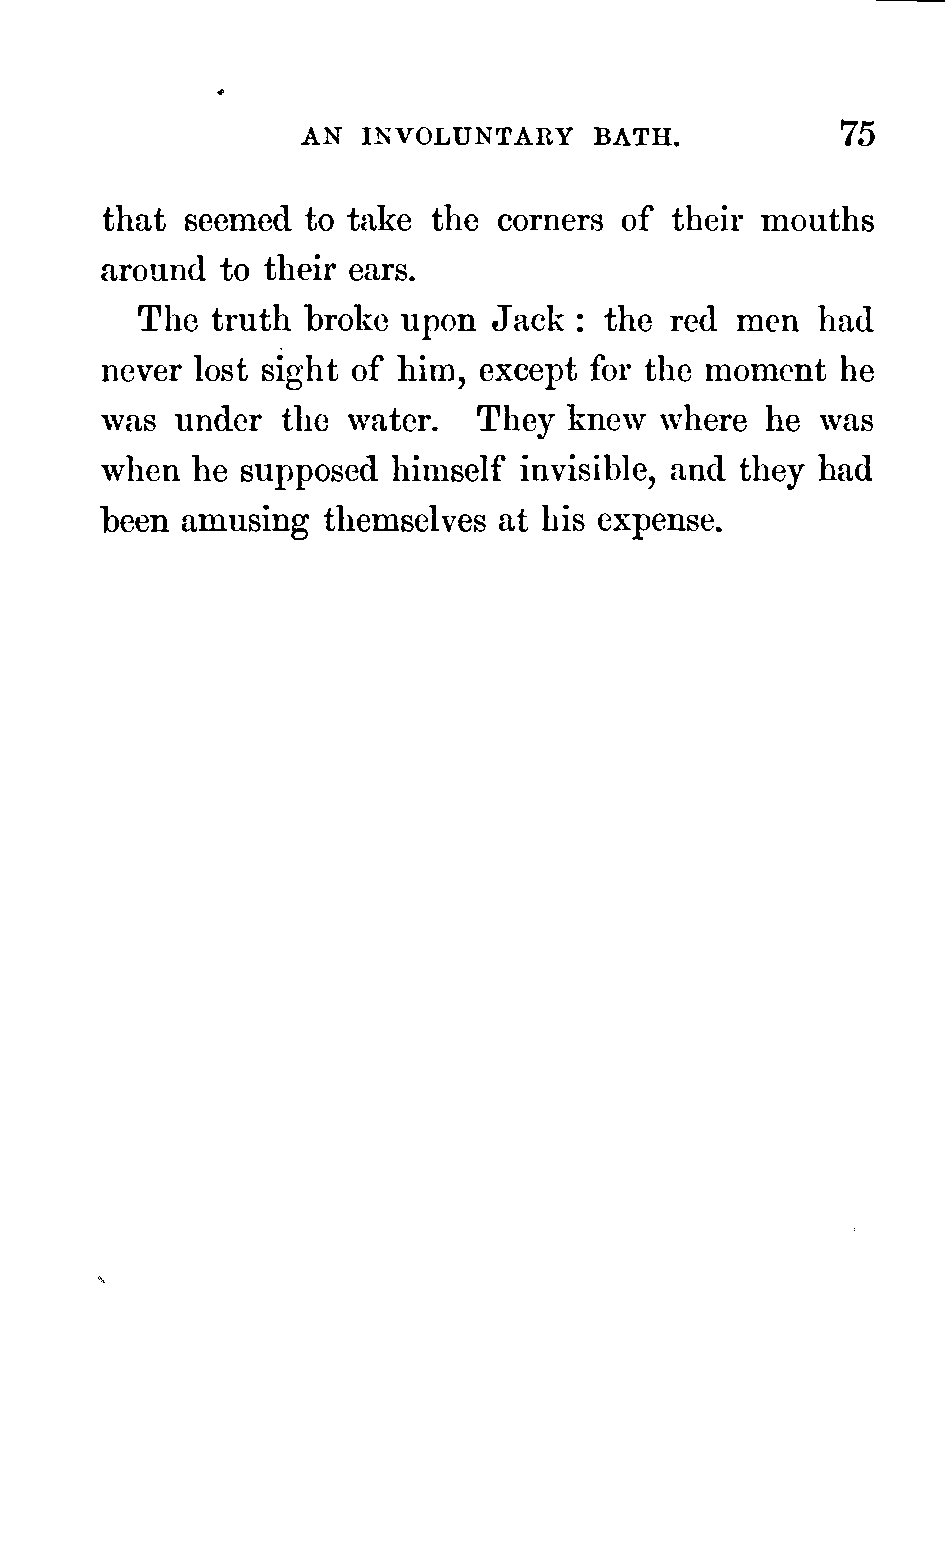 AN INVOLUNTARY BATH. 75
that seemed to take the corners of their mouths
around to their ears.
The truth broke upon Jack : the red men had
never lost sight of him, except for the moment he
was under the water. They knew where he was
when he supposed himself invisible, and they had
been amusing themselves at his expense.